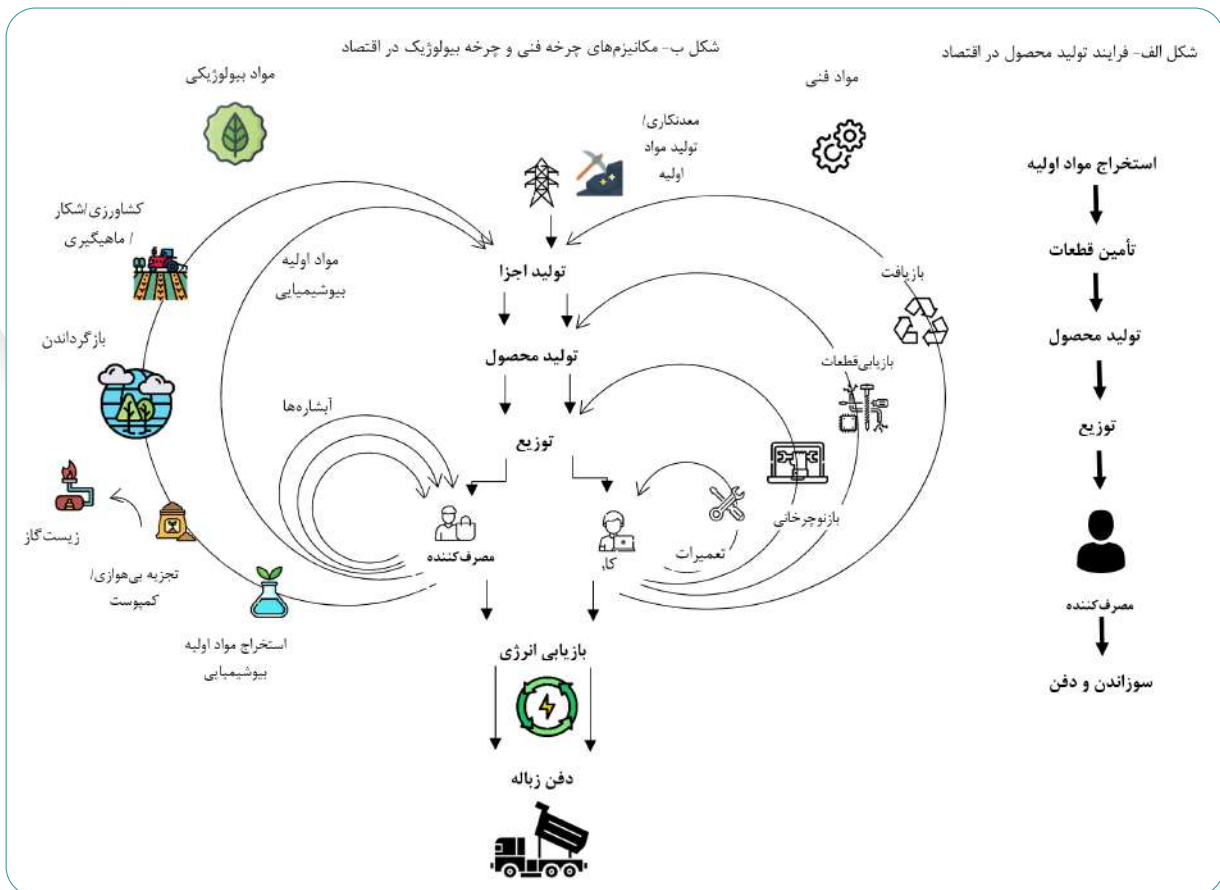 شکل الف- فرایند تولید محصول در اقتصاد
استخراج مواد اولیه
تأمین قطعات
تولید محصول
توزیع
مصرف‌کننده
سوزاندن و دفن
شکل ب- مکانیزم‌های چرخه فنی و چرخه بیولوژیک در اقتصاد
مواد فنی
مواد بیولوژیکی
معدنکاری/
تولید مواد
اولیه
کشاورزی/شکار
/ ماهیگیری
مواد اولیه
بیوشیمیایی
تولید اجزا
بازیافت
بازگرداندن
تولید محصول
بازیابی‌قطعات
آبشاره‌ها
توزیع
بازنوچرخانی
زیست‌گاز
تعمیرات
کار
مصرف‌کننده
تجزیه بی‌هوازی/
کمپوست
استخراج مواد اولیه
بیوشیمیایی
بازیابی انرژی
دفن زباله